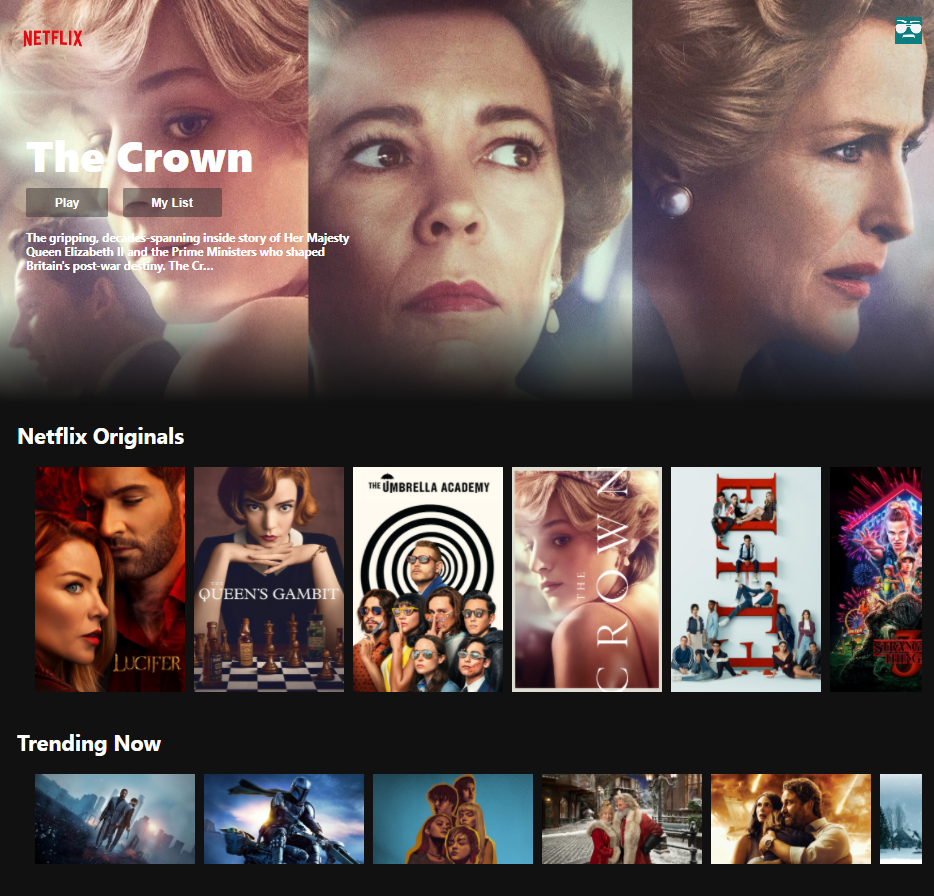 NETFLIX
The Crown
Play
My List
The gripping, decades-spanning inside story of Her Majesty
Queen Elizabeth II and the Prime Ministers who shaped
Britain's post-war destiny. The Cr...
Netflix Originals
LUCIFER
THE
QUEEN'S GAMBIT
THE UMBRELLA ACADEMY
THE
CROWN
ELITE
STRANGER
THINGS
3
Trending Now